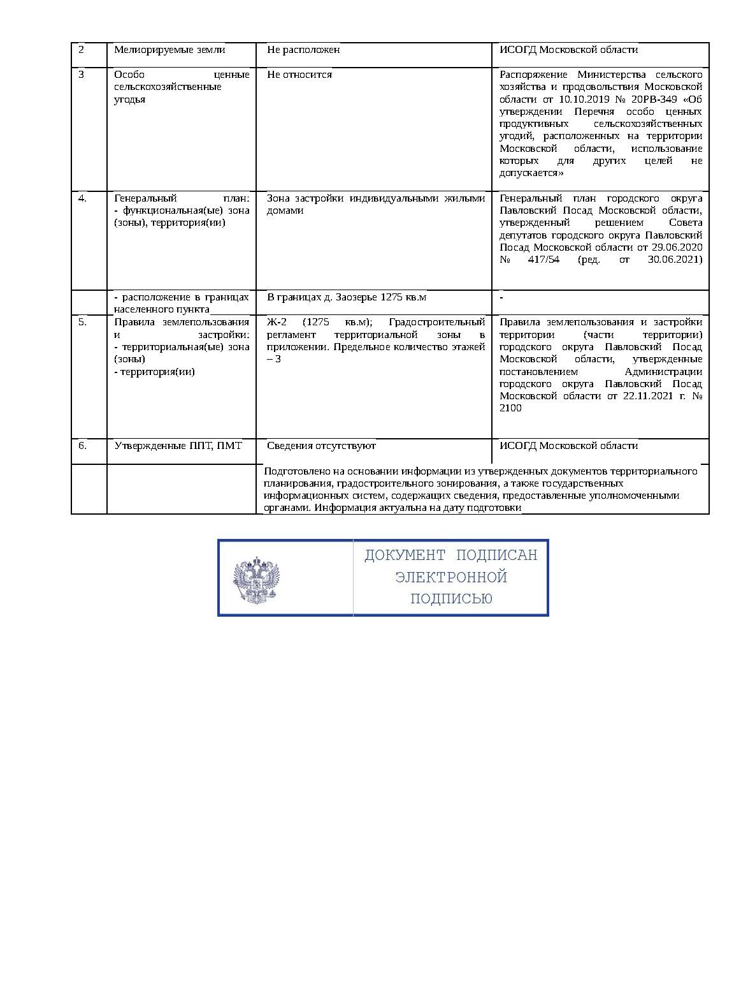 2 Мелиорируемые земли Не расположен ИСОГД Московской области
3 Особо ценные сельскохозяйственные угодья Не относится
Распоряжение Министерства сельского
хозяйства и продовольствия Московской
области от 10.10.2019 № 20РВ-349 «Об
утверждении Перечня особо ценных
продуктивных сельскохозяйственных
угодий, расположенных на территории
Московской области, использование
которых для других целей не
допускается»
4. Генеральный план:
- функциональная(ые) зона
(зоны), территория(ии)
Зона застройки индивидуальными жилыми
домами
Генеральный план городского округа
Павловский Посад Московской области,
утвержденный решением Совета
депутатов городского округа Павловский
Посад Московской области от 29.06.2020
№ 417/54 (ред. от 30.06.2021)
- расположение в границах
населенного пункта
В границах д. Заозерье 1275 кв.м
-
5. Правила землепользования
и застройки:
- территориальная(ые) зона
(зоны)
- территория(ии)
Ж-2 (1275 кв.м); Градостроительный
регламент территориальной зоны в
приложении. Предельное количество этажей
– 3
Правила землепользования и застройки
территории (части территории)
городского округа Павловский Посад
Московской области, утвержденные
постановлением Администрации
городского округа Павловский Посад
Московской области от 22.11.2021 г. №
2100
6. Утвержденные ППТ, ПМТ Сведения отсутствуют ИСОГД Московской области
Подготовлено на основании информации из утвержденных документов территориального
планирования, градостроительного зонирования, а также государственных
информационных систем, содержащих сведения, предоставленные уполномоченными
органами. Информация актуальна на дату подготовки
ДОКУМЕНТ ПОДПИСАН
ЭЛЕКТРОННОЙ
ПОДПИСЬЮ